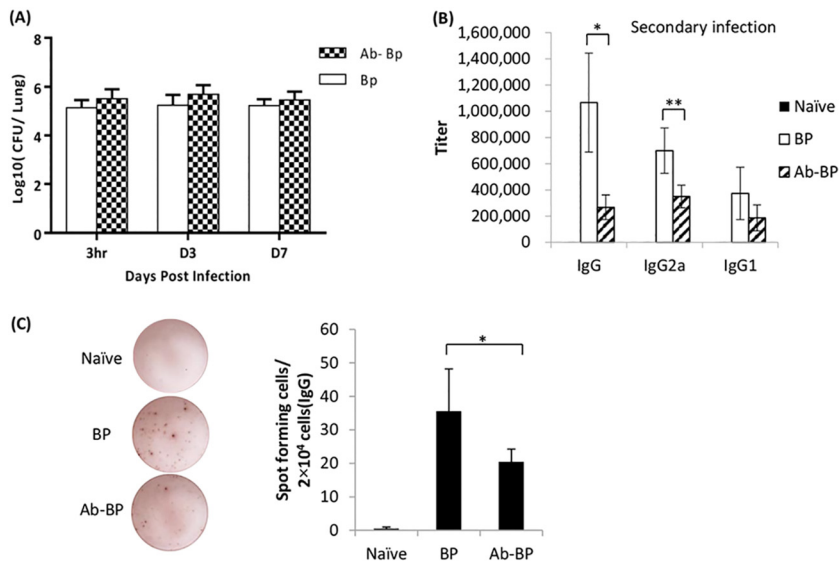 (A)
10
8
6
4
2
0
Log10( CFU/ Lung)
Ab- Bp
Bp
3hr D3 D7
Days Post Infection
(B)
Secondary infection
1,600,000
1,400,000
1,200,000
1,000,000
800,000
600,000
400,000
200,000
0
Titer
*
**
Naïve
BP
Ab-BP
IgG IgG2a IgG1
(C)
Naïve
BP
Ab-BP
60
50
40
30
20
10
0
Spot forming cells/
2×10⁴ cells(IgG)
*
Naïve BP Ab-BP